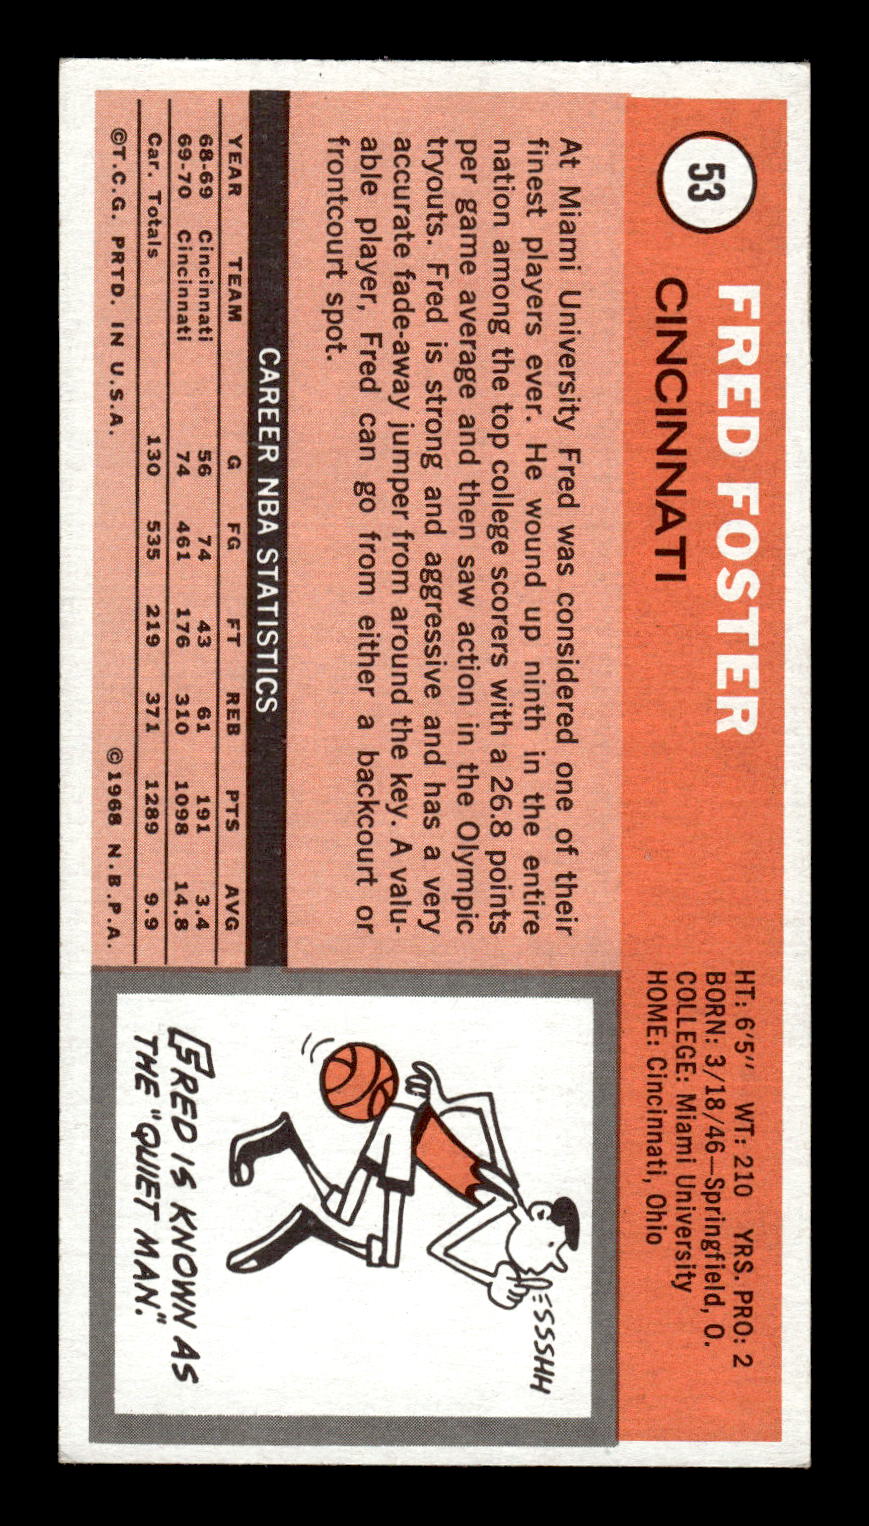 53
FRED FOSTER
CINCINNATI
HT: 6'5" WT: 210 YRS. PRO: 2
BORN: 3/18/46—Springfield, O.
COLLEGE: Miami University
HOME: Cincinnati, Ohio
At Miami University Fred was considered one of their
finest players ever. He wound up ninth in the entire
nation among the top college scorers with a 26.8 points
per game average and then saw action in the Olympic
tryouts. Fred is strong and aggressive and has a very
accurate fade-away jumper from around the key. A valu-
able player, Fred can go from either a backcourt or
frontcourt spot.
CAREER NBA STATISTICS
YEAR TEAM G FG FT REB PTS AVG
68-69 Cincinnati 56 74 43 61 191 3.4
69-70 Cincinnati 74 461 176 310 1098 14.8
Car. Totals 130 535 219 371 1289 9.9
©T.C.G. PRTD. IN U.S.A. ©1968 N.B.P.A.
SSSHH
FRED IS KNOWN AS
THE "QUIET MAN."